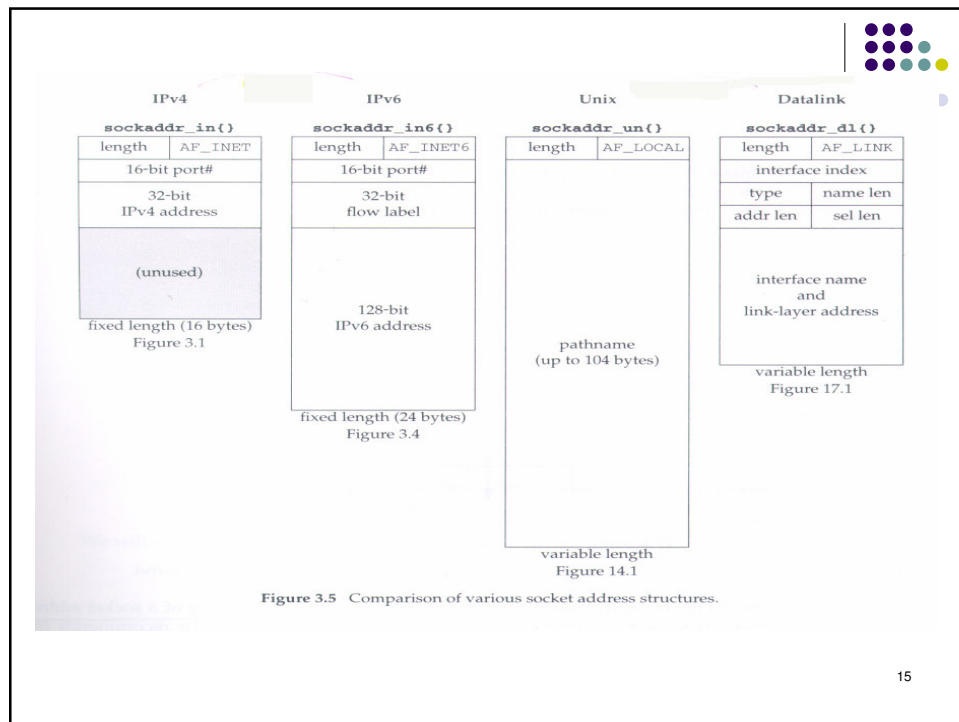 IPv4
sockaddr_in{}
length AF_INET
16-bit port#
32-bit
IPv4 address
(unused)
fixed length (16 bytes)
Figure 3.1
IPv6
sockaddr_in6{}
length AF_INET6
16-bit port#
32-bit
flow label
128-bit
IPv6 address
fixed length (24 bytes)
Figure 3.4
Unix
sockaddr_un{}
length AF_LOCAL
pathname
(up to 104 bytes)
variable length
Figure 14.1
Datalink
sockaddr_dl{}
length AF_LINK
interface index
type name len
addr len sel len
interface name
and
link-layer address
variable length
Figure 17.1
Figure 3.5 Comparison of various socket address structures.
15